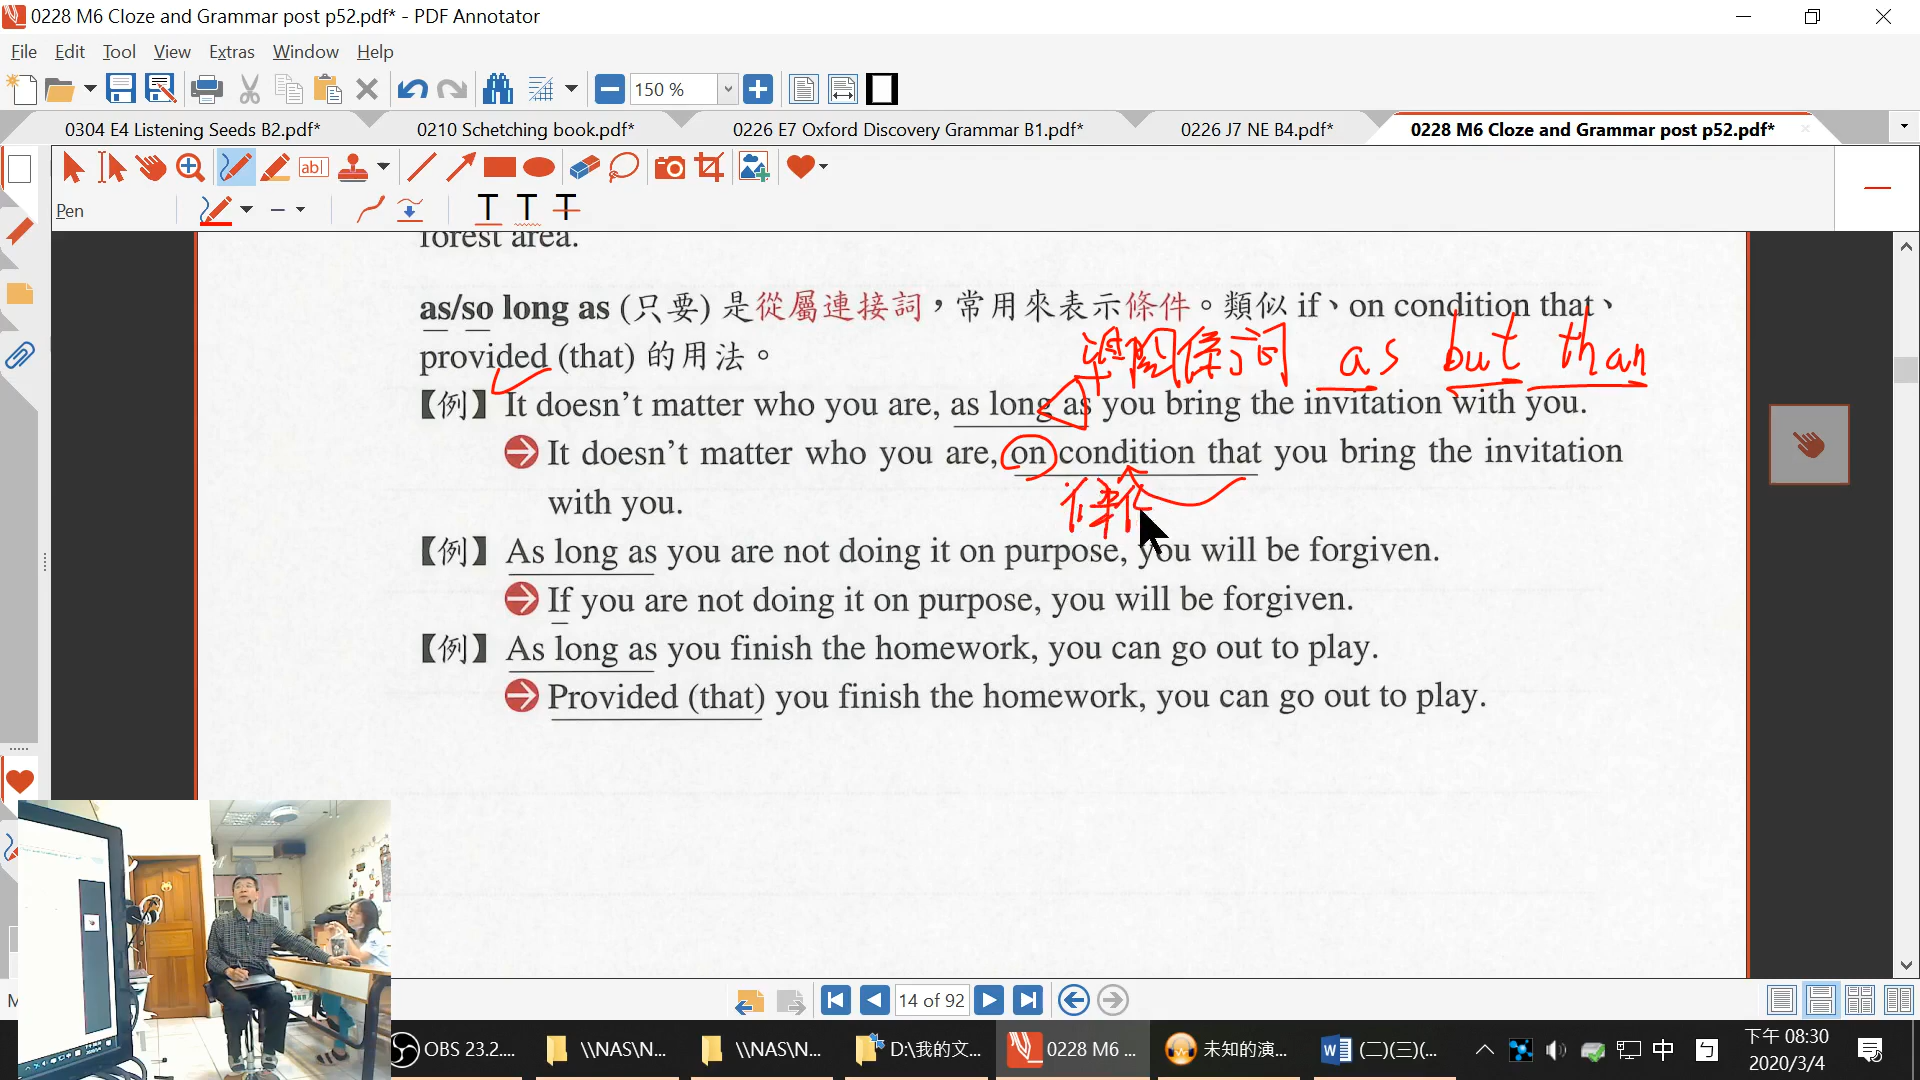 0228 M6 Cloze and Grammar post p52.pdf* - PDF Annotator
File Edit Tool View Extras Window Help
150 %
0304 E4 Listening Seeds B2.pdf* 0210 Schetching book.pdf* 0226 E7 Oxford Discovery Grammar B1.pdf* 0226 J7 NE B4.pdf* 0228 M6 Cloze and Grammar post p52.pdf*
Pen
forest area.
as/so long as (只要) 是從屬連接詞，常用來表示條件。類似 if、on condition that、
provided (that) 的用法。
準關係詞 as but than
【例】It doesn't matter who you are, as long as you bring the invitation with you.
It doesn't matter who you are, on condition that you bring the invitation
with you.
【例】As long as you are not doing it on purpose, you will be forgiven.
If you are not doing it on purpose, you will be forgiven.
【例】As long as you finish the homework, you can go out to play.
Provided (that) you finish the homework, you can go out to play.
14 of 92
OBS 23.2.... \\NAS\N... \\NAS\N... D:\我的文... 0228 M6 ... 未知的演... (二)(三)(... 中 ㄅ
下午 08:30
2020/3/4